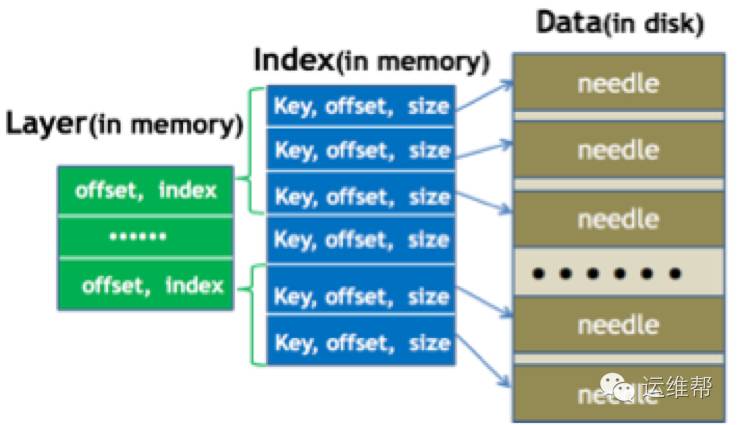 Layer(in memory)
offset, index
••••••
offset, index
Index(in memory)
Key, offset, size
Key, offset, size
Key, offset, size
Key, offset, size
Key, offset, size
Key, offset, size
Data(in disk)
needle
needle
needle
••••••
needle
needle
运维帮